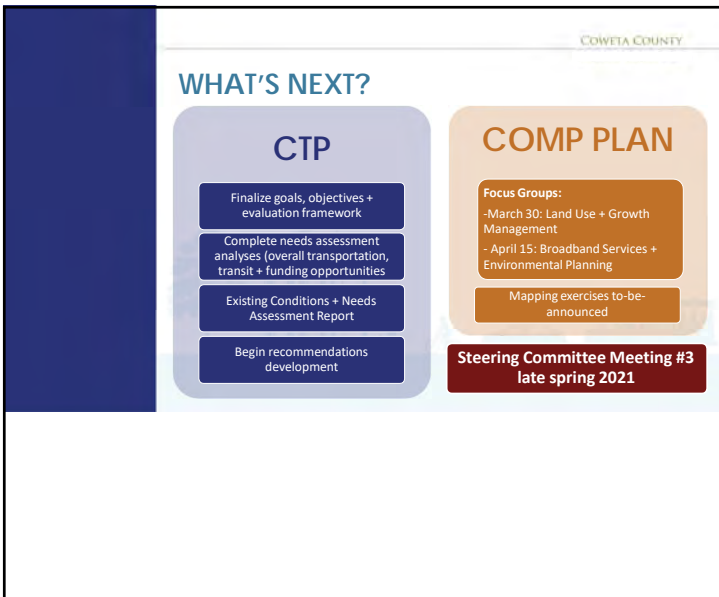 COWETA COUNTY
WHAT'S NEXT?
CTP
Finalize goals, objectives +
evaluation framework
Complete needs assessment
analyses (overall transportation,
transit + funding opportunities
Existing Conditions + Needs
Assessment Report
Begin recommendations
development
COMP PLAN
Focus Groups:
-March 30: Land Use + Growth
Management
- April 15: Broadband Services +
Environmental Planning
Mapping exercises to-be-
announced
Steering Committee Meeting #3
late spring 2021